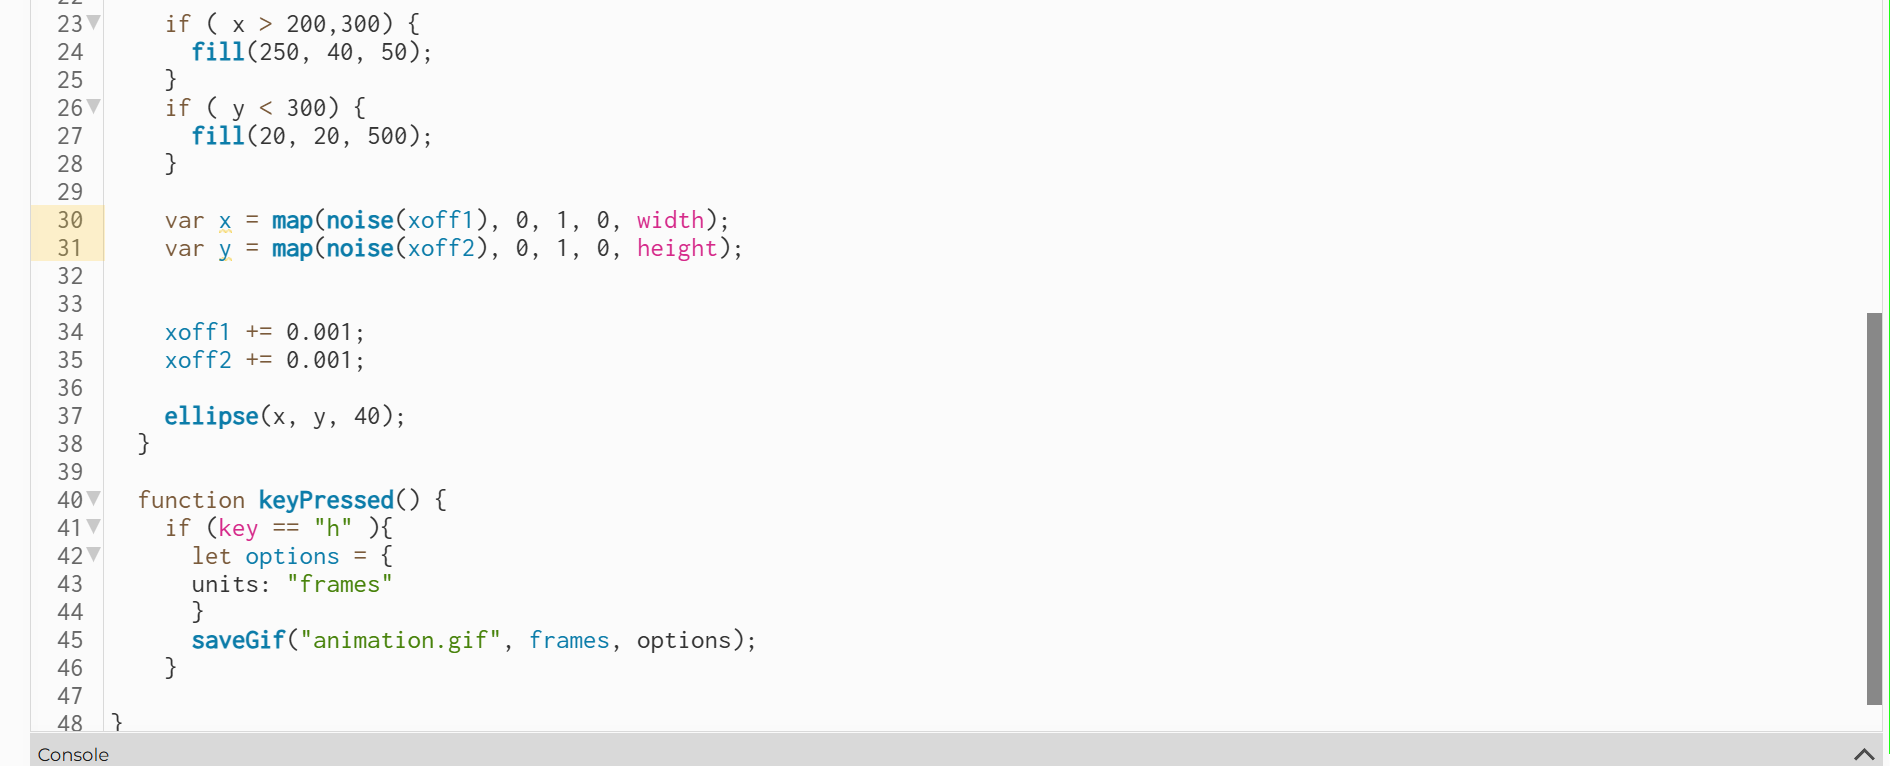 23 if ( x > 200,300) {
24 fill(250, 40, 50);
25 }
26 if ( y < 300) {
27 fill(20, 20, 500);
28 }
29
30 var x = map(noise(xoff1), 0, 1, 0, width);
31 var y = map(noise(xoff2), 0, 1, 0, height);
32
33
34 xoff1 += 0.001;
35 xoff2 += 0.001;
36
37 ellipse(x, y, 40);
38 }
39
40 function keyPressed() {
41 if (key == "h" ){
42 let options = {
43 units: "frames"
44 }
45 saveGif("animation.gif", frames, options);
46 }
47
48 }
Console